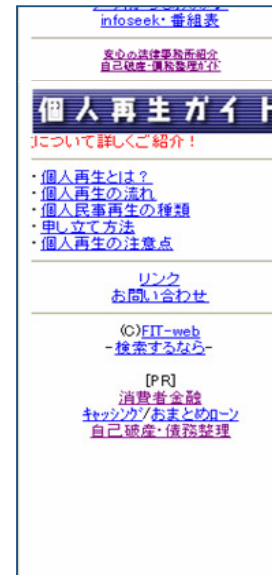 infoseek・番組表
安心の法律事務所紹介
自己破産・債務整理ガイド
個人再生ガイド
について詳しくご紹介！
・個人再生とは？
・個人再生の流れ
・個人民事再生の種類
・申し立て方法
・個人再生の注意点
リンク
お問い合わせ
(C)FIT-web
-検索するなら-
[PR]
消費者金融
ｷｬｯｼﾝｸﾞ/おまとめﾛｰﾝ
自己破産・債務整理